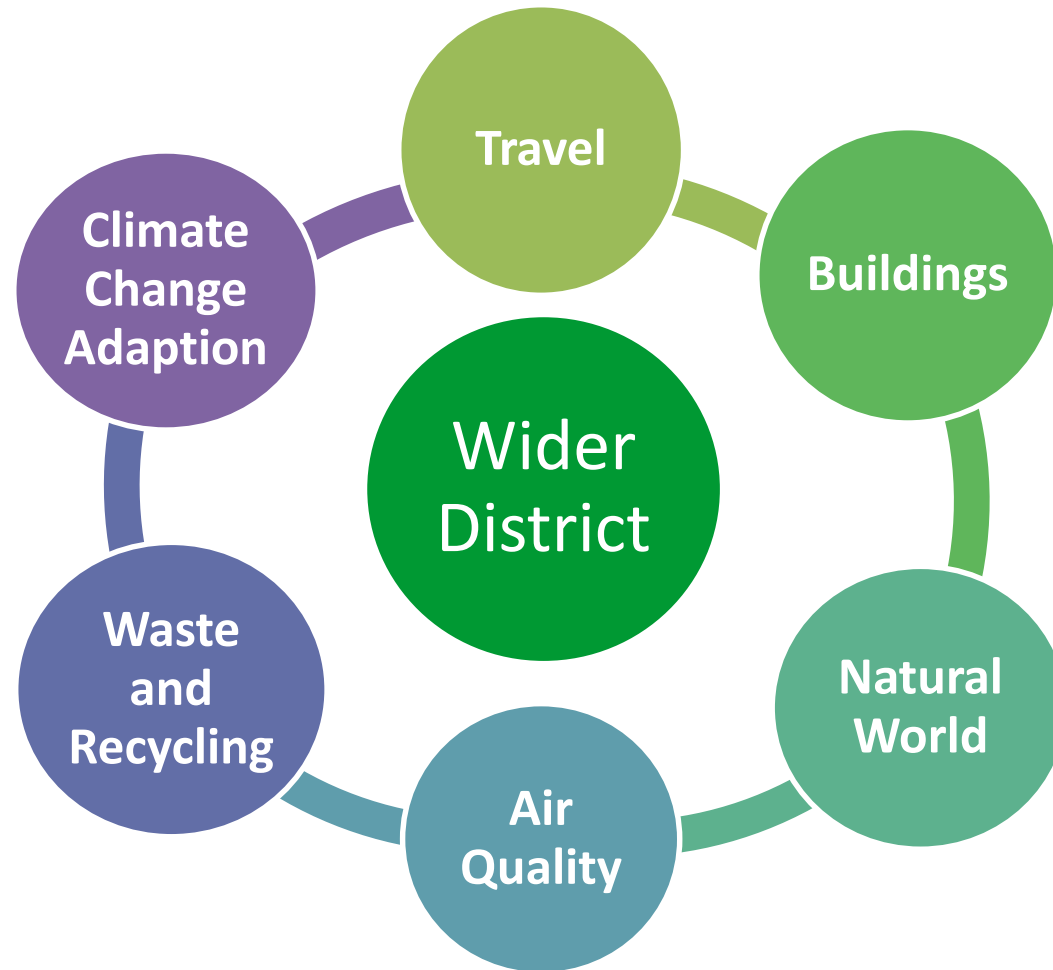 Travel
Buildings
Natural
World
Air
Quality
Waste
and
Recycling
Climate
Change
Adaption
Wider
District